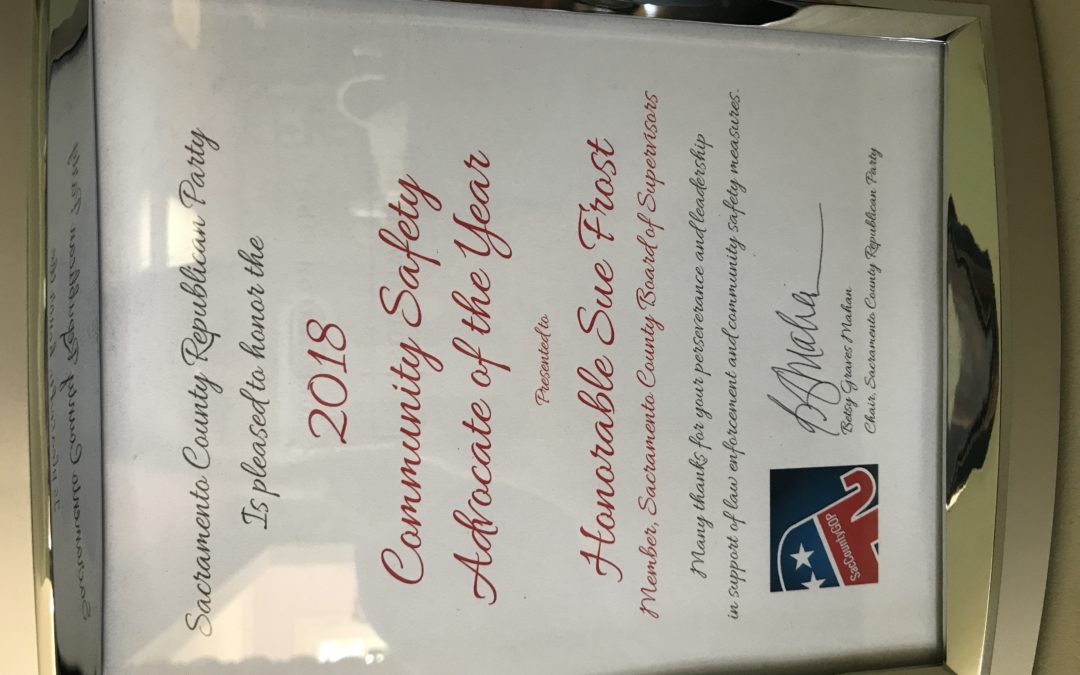 Sacramento County Republican Party
Is pleased to honor the
2018
Community Safety
Advocate of the Year
Presented to
Honorable Sue Frost
Member, Sacramento County Board of Supervisors
Many thanks for your perseverance and leadership
in support of law enforcement and community safety measures.
Betsy Graves Mahan
Chair, Sacramento County Republican Party
SacCountyGOP